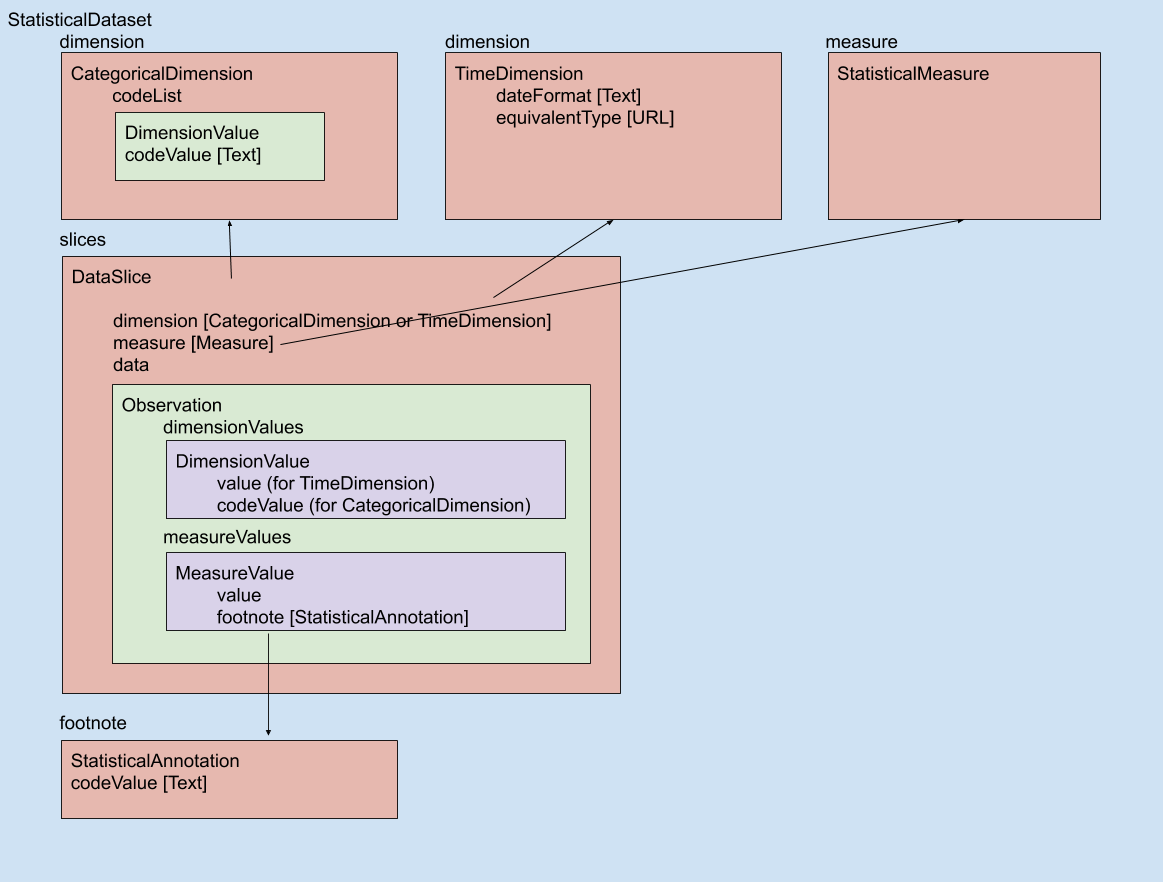 StatisticalDataset
dimension
CategoricalDimension
codeList
DimensionValue
codeValue [Text]
dimension
TimeDimension
dateFormat [Text]
equivalentType [URL]
measure
StatisticalMeasure
slices
DataSlice
dimension [CategoricalDimension or TimeDimension]
measure [Measure]
data
Observation
dimensionValues
DimensionValue
value (for TimeDimension)
codeValue (for CategoricalDimension)
measureValues
MeasureValue
value
footnote [StatisticalAnnotation]
footnote
StatisticalAnnotation
codeValue [Text]